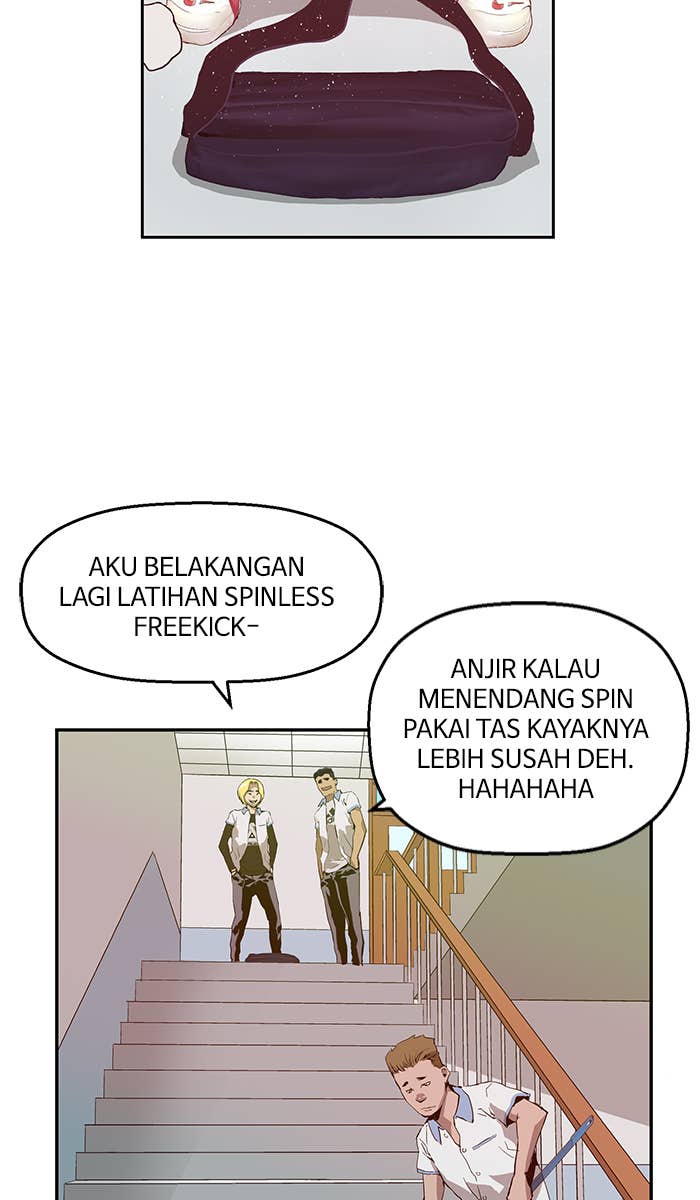 AKU BELAKANGAN
LAGI LATIHAN SPINLESS
FREEKICK-
ANJIR KALAU
MENENDANG SPIN
PAKAI TAS KAYAKNYA
LEBIH SUSAH DEH.
HAHAHAHA